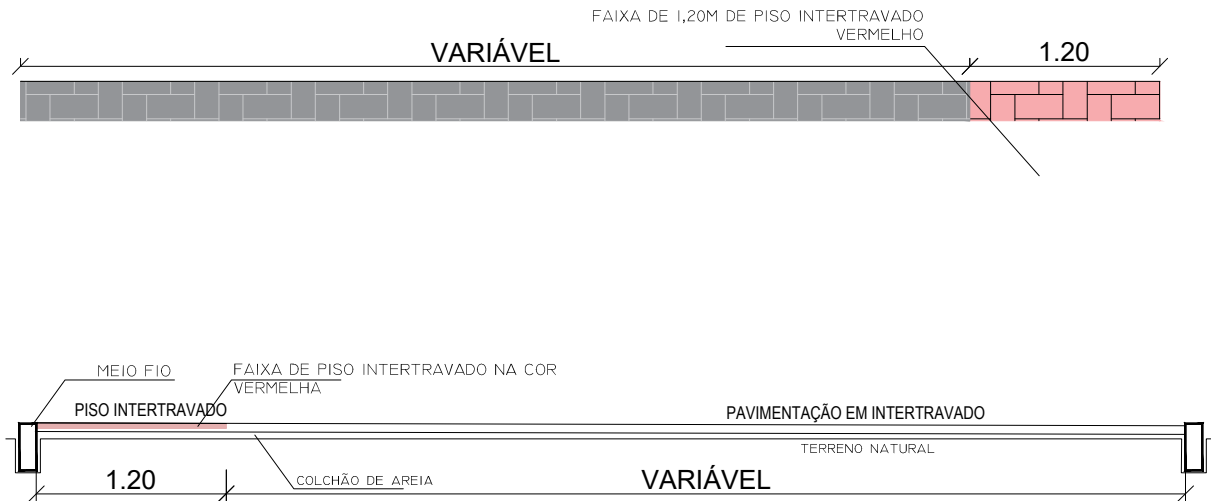 FAIXA DE 1,20M DE PISO INTERTRAVADO
VERMELHO
VARIÁVEL
1.20
MEIO FIO
FAIXA DE PISO INTERTRAVADO NA COR
VERMELHA
PISO INTERTRAVADO
PAVIMENTAÇÃO EM INTERTRAVADO
TERRENO NATURAL
1.20
COLCHÃO DE AREIA
VARIÁVEL